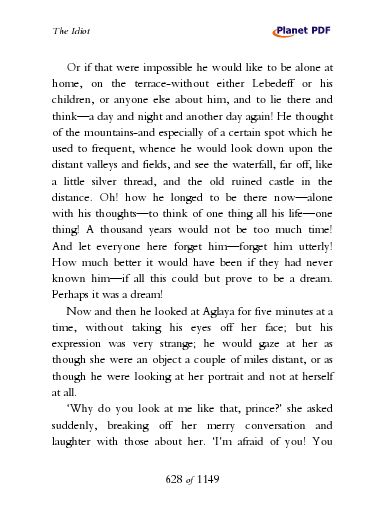 The Idiot
Planet PDF
Or if that were impossible he would like to be alone at
home, on the terrace-without either Lebedeff or his
children, or anyone else about him, and to lie there and
think—a day and night and another day again! He thought
of the mountains-and especially of a certain spot which he
used to frequent, whence he would look down upon the
distant valleys and fields, and see the waterfall, far off, like
a little silver thread, and the old ruined castle in the
distance. Oh! how he longed to be there now—alone
with his thoughts—to think of one thing all his life—one
thing! A thousand years would not be too much time!
And let everyone here forget him—forget him utterly!
How much better it would have been if they had never
known him—if all this could but prove to be a dream.
Perhaps it was a dream!
Now and then he looked at Aglaya for five minutes at a
time, without taking his eyes off her face; but his
expression was very strange; he would gaze at her as
though she were an object a couple of miles distant, or as
though he were looking at her portrait and not at herself
at all.
‘Why do you look at me like that, prince?’ she asked
suddenly, breaking off her merry conversation and
laughter with those about her. ‘I’m afraid of you! You
628 of 1149